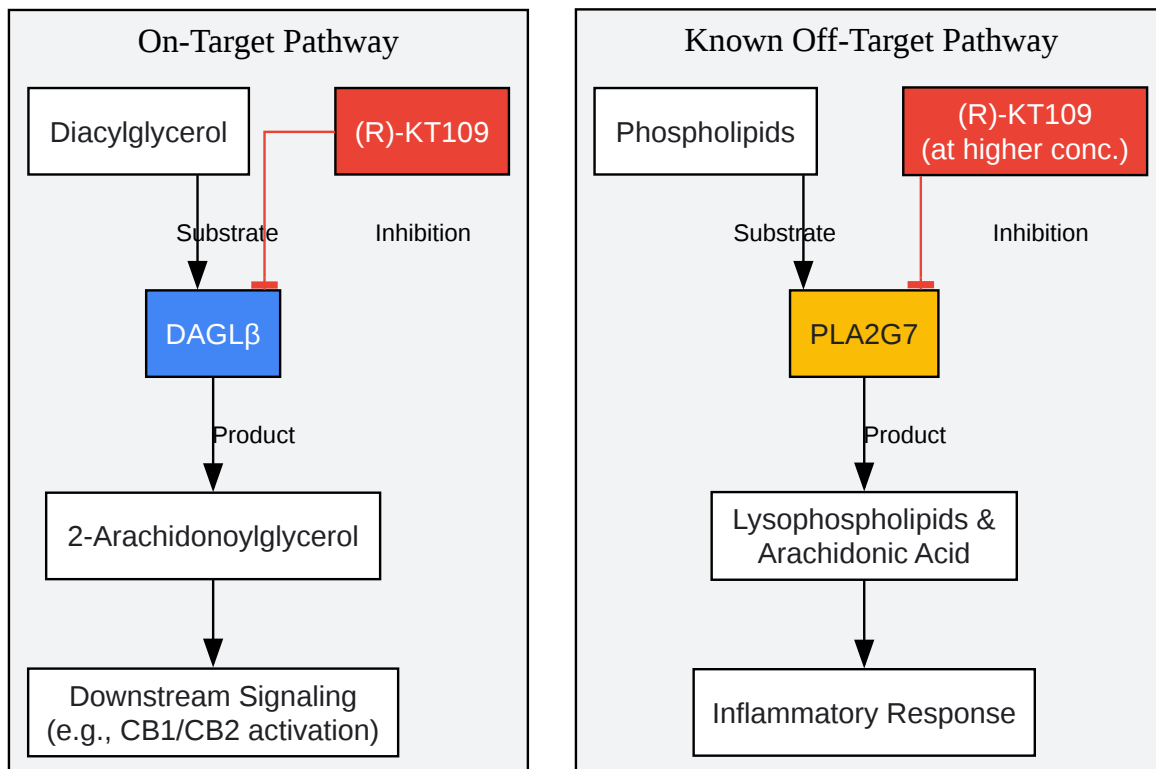 On-Target Pathway
Diacylglycerol
(R)-KT109
Substrate
Inhibition
DAGLβ
Product
2-Arachidonoylglycerol
Downstream Signaling
(e.g., CB1/CB2 activation)
Known Off-Target Pathway
Phospholipids
(R)-KT109
(at higher conc.)
Substrate
Inhibition
PLA2G7
Product
Lysophospholipids &
Arachidonic Acid
Inflammatory Response